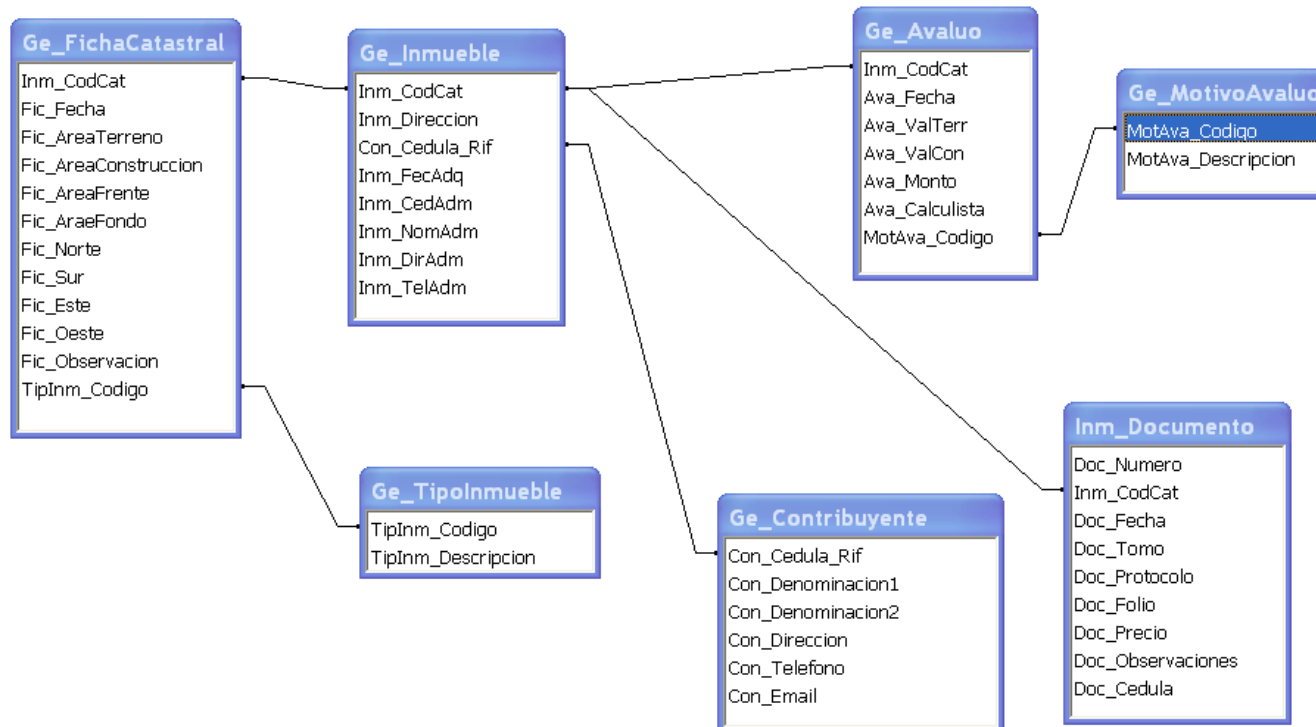 Ge_FichaCatastral
Inm_CodCat
Fic_Fecha
Fic_AreaTerreno
Fic_AreaConstruccion
Fic_AreaFrente
Fic_AraeFondo
Fic_Norte
Fic_Sur
Fic_Este
Fic_Oeste
Fic_Observacion
TipInm_Codigo
Ge_Inmueble
Inm_CodCat
Inm_Direccion
Con_Cedula_Rif
Inm_FecAdq
Inm_CedAdm
Inm_NomAdm
Inm_DirAdm
Inm_TelAdm
Ge_Avaluo
Inm_CodCat
Ava_Fecha
Ava_ValTerr
Ava_ValCon
Ava_Monto
Ava_Calculista
MotAva_Codigo
Ge_MotivoAvaluo
MotAva_Codigo
MotAva_Descripcion
Ge_TipoInmueble
TipInm_Codigo
TipInm_Descripcion
Ge_Contribuyente
Con_Cedula_Rif
Con_Denominacion1
Con_Denominacion2
Con_Direccion
Con_Telefono
Con_Email
Inm_Documento
Doc_Numero
Inm_CodCat
Doc_Fecha
Doc_Tomo
Doc_Protocolo
Doc_Folio
Doc_Precio
Doc_Observaciones
Doc_Cedula